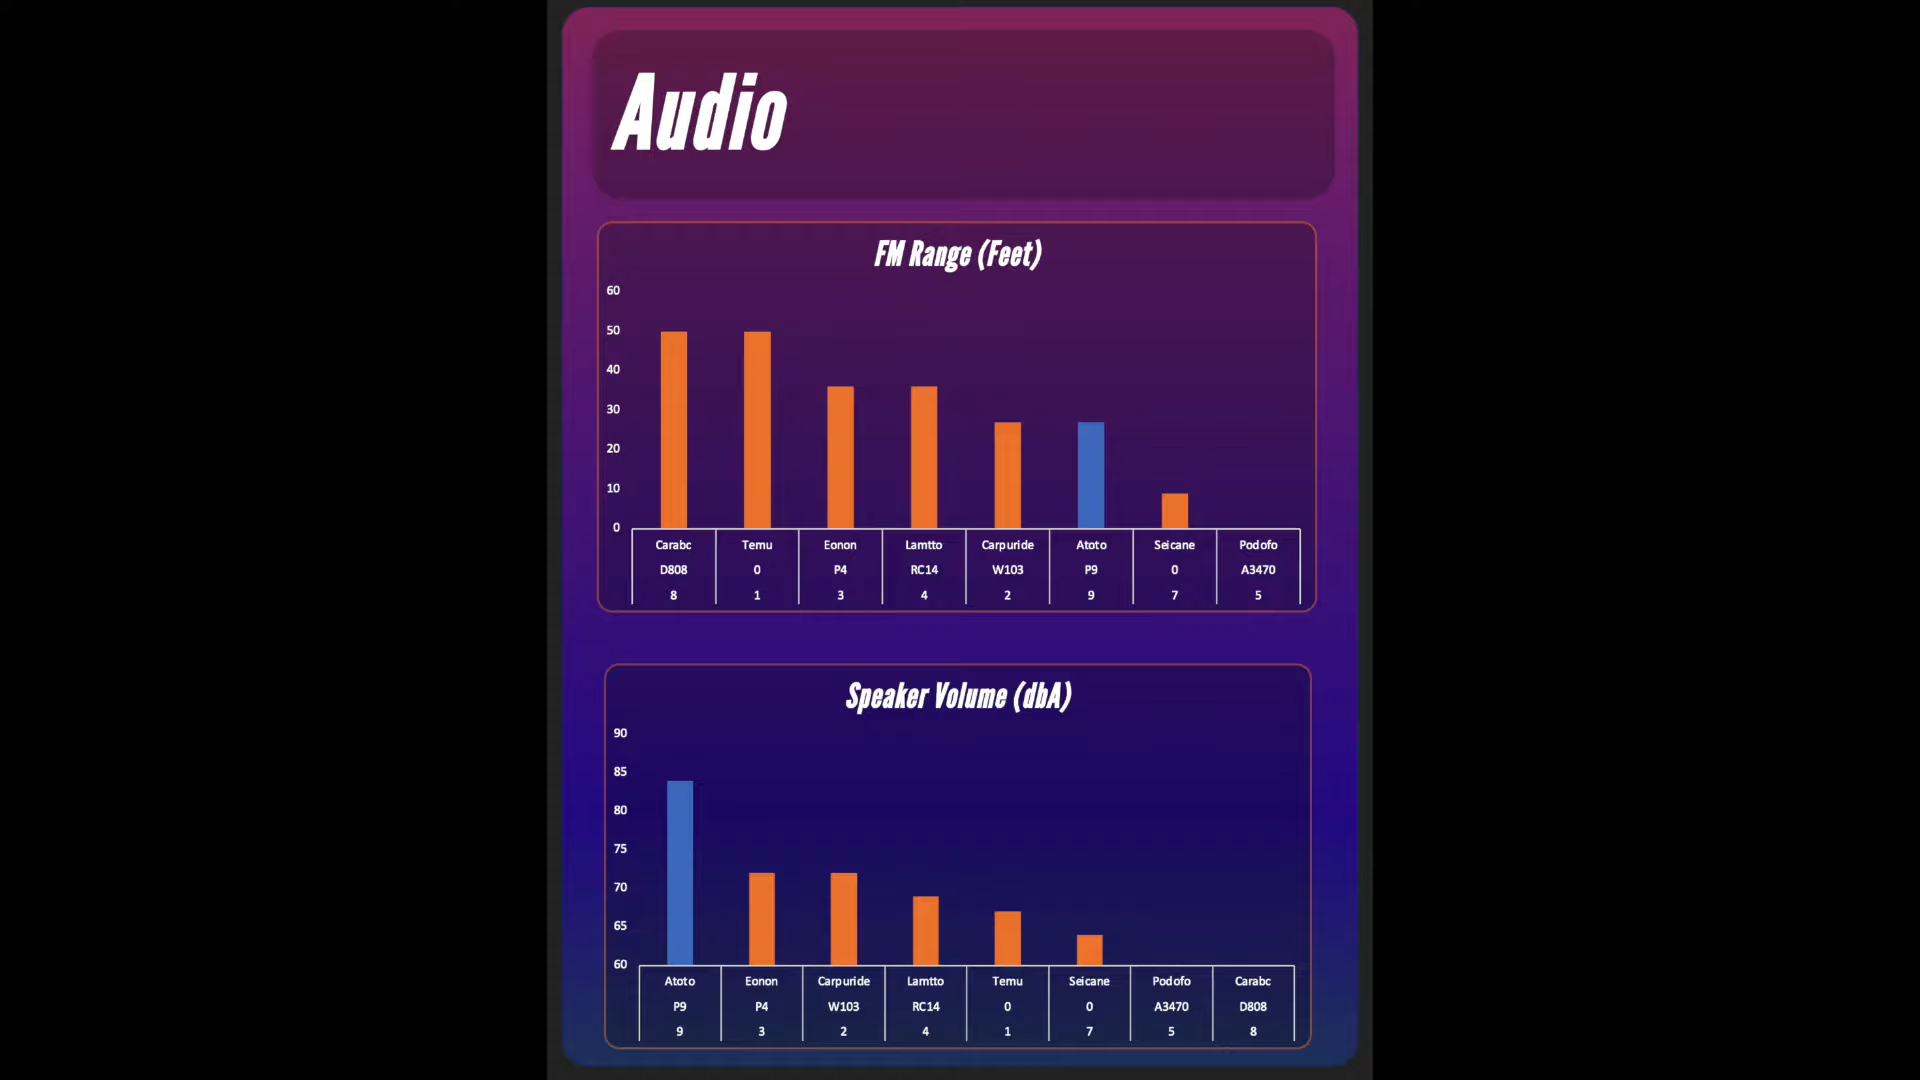 Audio
FM Range (Feet)
60
50
40
30
20
10
0
Carabc Temu Eonon Lamtto Carpuride Atoto Seicane Podofo
D808 0 P4 RC14 W103 P9 0 A3470
8 1 3 4 2 9 7 5
Speaker Volume (dbA)
90
85
80
75
70
65
60
Atoto Eonon Carpuride Lamtto Temu Seicane Podofo Carabc
P9 P4 W103 RC14 0 0 A3470 D808
9 3 2 4 1 7 5 8